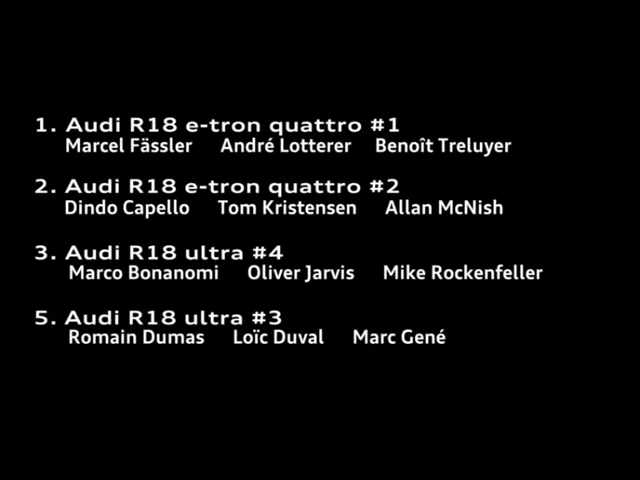 1. Audi R18 e-tron quattro #1
Marcel Fässler André Lotterer Benoît Treluyer
2. Audi R18 e-tron quattro #2
Dindo Capello Tom Kristensen Allan McNish
3. Audi R18 ultra #4
Marco Bonanomi Oliver Jarvis Mike Rockenfeller
5. Audi R18 ultra #3
Romain Dumas Loïc Duval Marc Gené